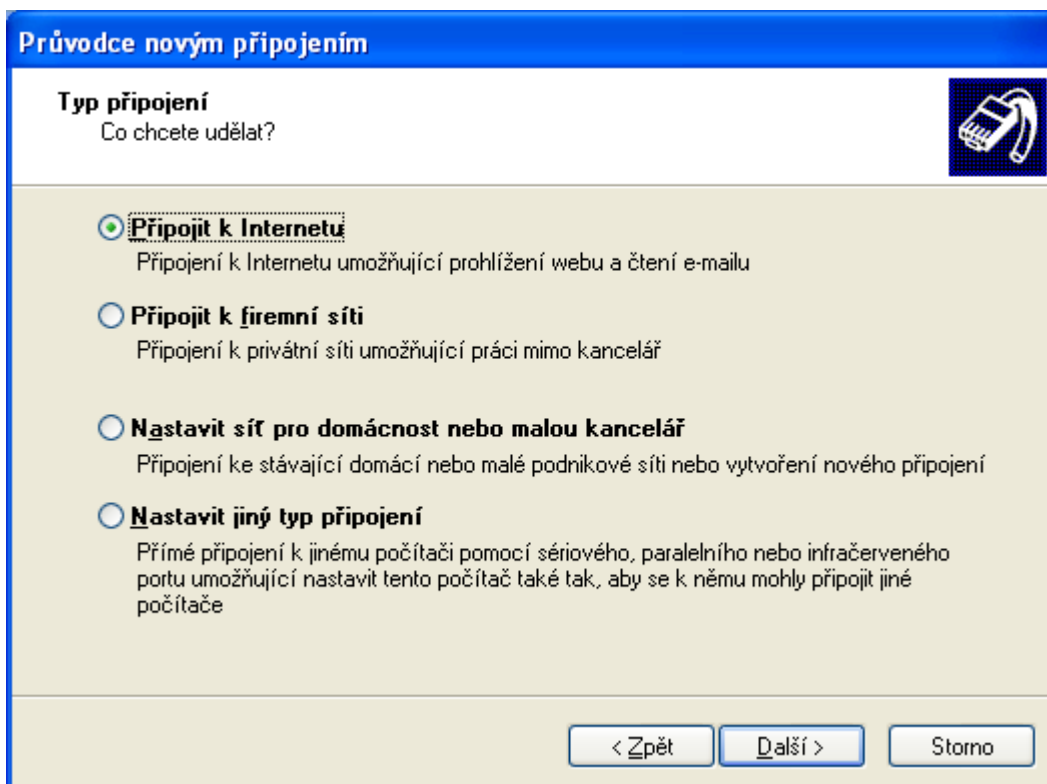 Průvodce novým připojením
Typ připojení
Co chcete udělat?
Připojit k Internetu
Připojení k Internetu umožňující prohlížení webu a čtení e-mailu
Připojit k firemní síti
Připojení k privátní síti umožňující práci mimo kancelář
Nastavit síť pro domácnost nebo malou kancelář
Připojení ke stávající domácí nebo malé podnikové síti nebo vytvoření nového připojení
Nastavit jiný typ připojení
Přímé připojení k jinému počítači pomocí sériového, paralelního nebo infračerveného
portu umožňující nastavit tento počítač také tak, aby se k němu mohly připojit jiné
počítače
< Zpět
Další >
Storno